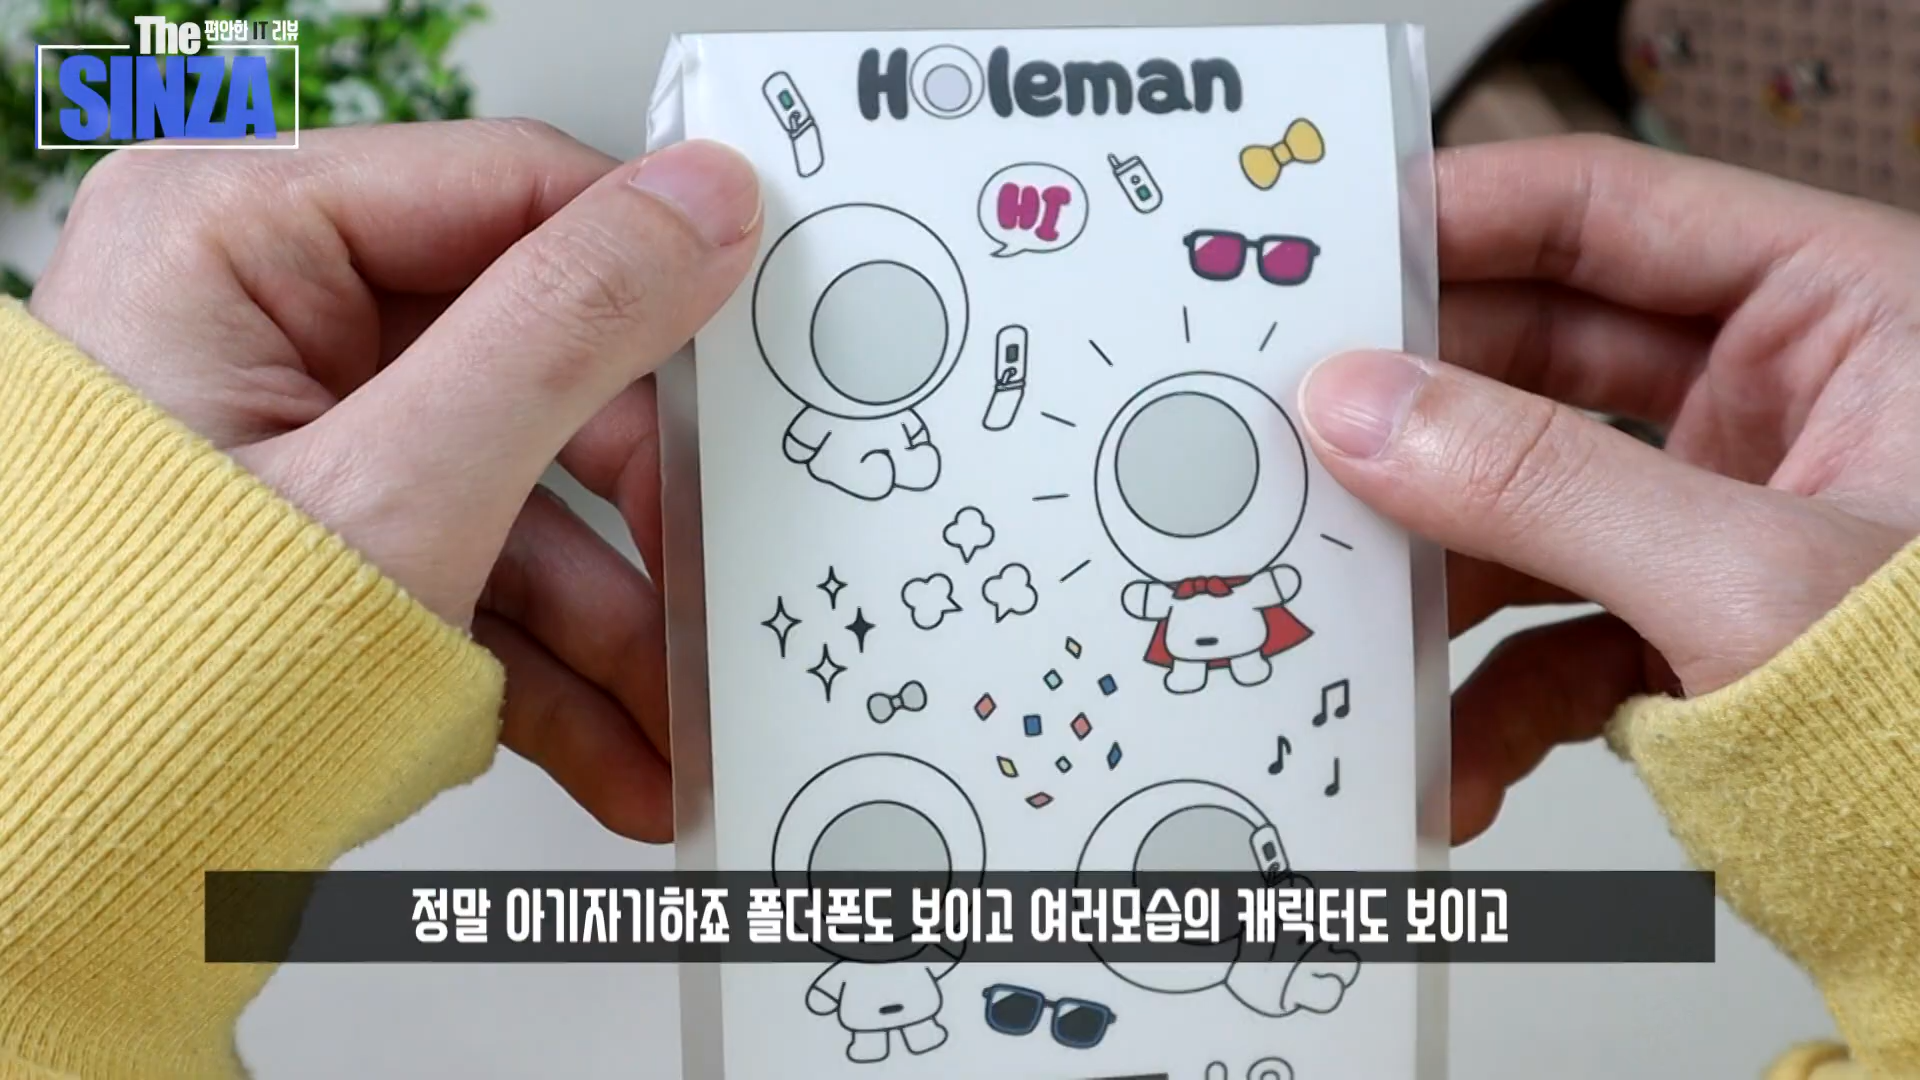 The 편안한 IT 리뷰
SINZA
Holeman
HI
정말 아기자기하죠 폴더폰도 보이고 여러모습의 캐릭터도 보이고